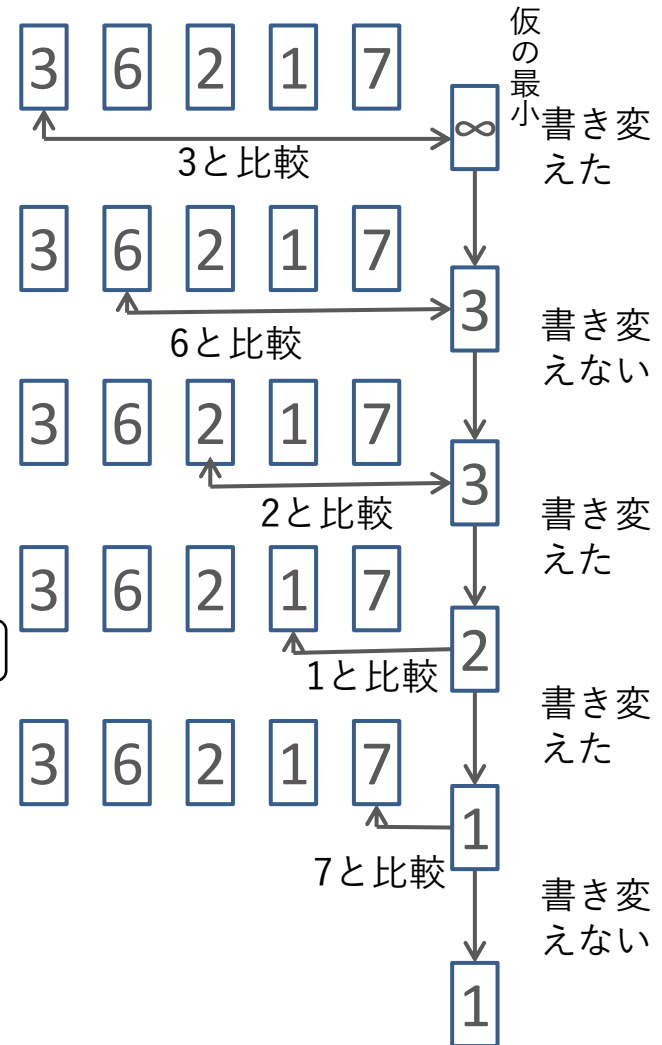 3 6 2 1 7
仮の最小
∞
書き変
えた
3と比較
3 6 2 1 7
3
書き変
えない
6と比較
3 6 2 1 7
3
書き変
えた
2と比較
3 6 2 1 7
2
1と比較
書き変
えた
3 6 2 1 7
1
7と比較
書き変
えない
1